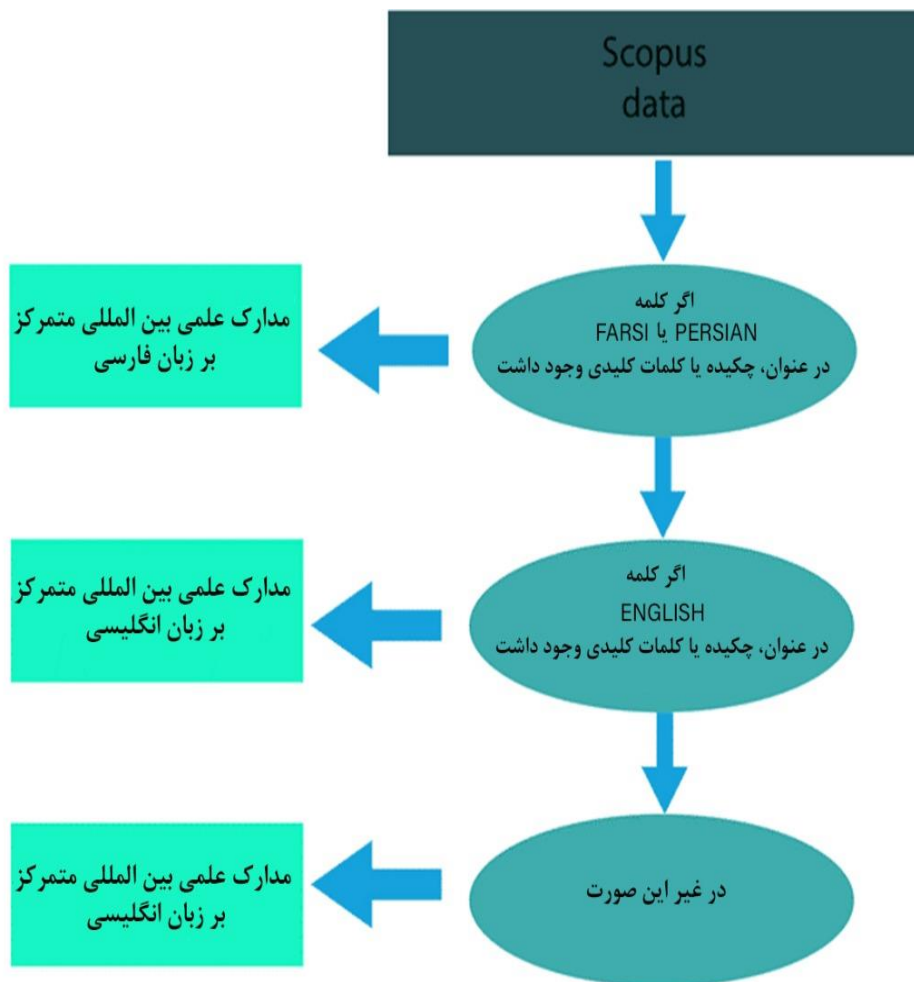 Scopus
data
اگر کلمه
FARSI یا PERSIAN
در عنوان، چکیده یا کلمات کلیدی وجود داشت
مدارک علمی بین المللی متمرکز
بر زبان فارسی
اگر کلمه
ENGLISH
در عنوان، چکیده یا کلمات کلیدی وجود داشت
مدارک علمی بین المللی متمرکز
بر زبان انگلیسی
در غیر این صورت
مدارک علمی بین المللی متمرکز
بر زبان انگلیسی